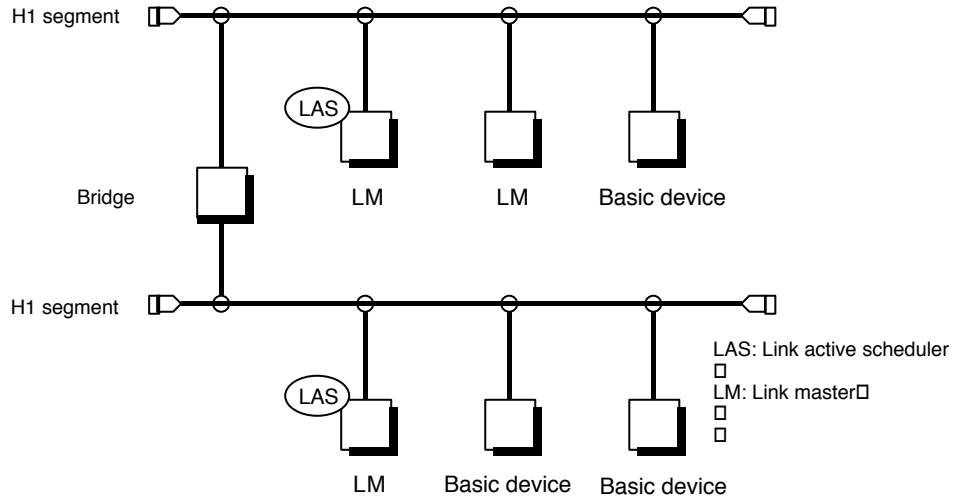 H1 segment
LAS
LM
LM
Basic device
Bridge
H1 segment
LAS: Link active scheduler
LM: Link master
LAS
LM
Basic device
Basic device